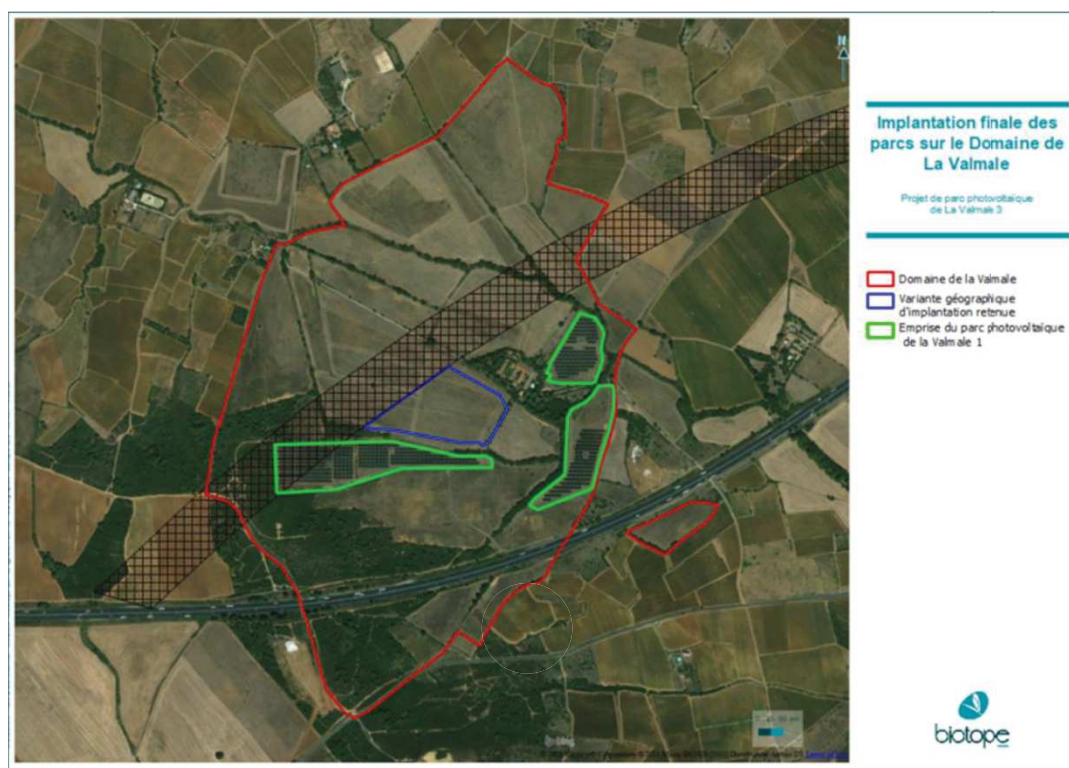 N
Implantation finale des
parcs sur le Domaine de
La Valmale
Projet de parc photovoltaïque
de La Valmale 3
Domaine de la Valmale
Variante géographique
d'implantation retenue
Emprise du parc photovoltaïque
de la Valmale 1
biotope